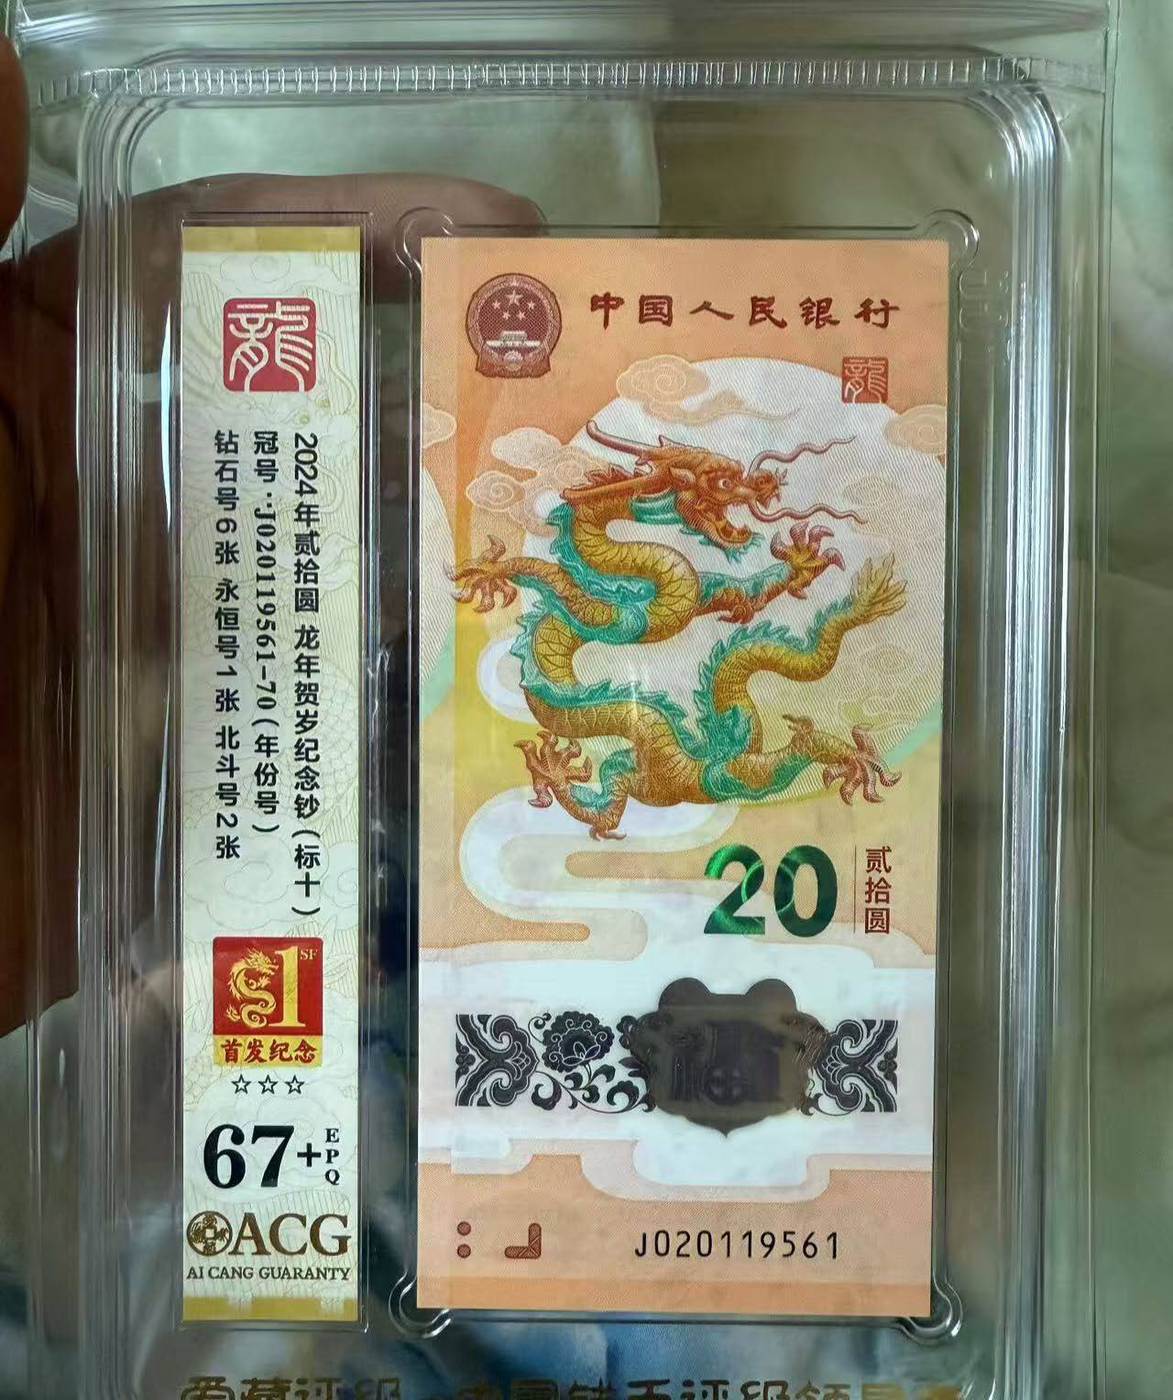 龍
2024年贰拾圆 龙年贺岁纪念钞(标十)
冠号:J020119561-70(年份号)
钻石号6张 永恒号1张 北斗号2张
1 SF
首发纪念
☆☆☆
67+ EPQ
ACG
AI CANG GUARANTY
中国人民银行
龍
20
贰拾圆
福
J020119561